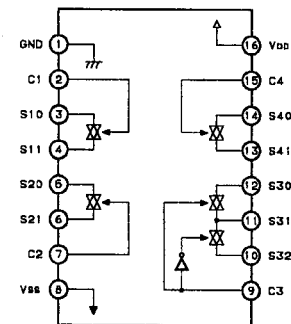 GND 1
C1 2
S10 3
S11 4
S20 5
S21 6
C2 7
VSS 8
16 VDD
15 C4
14 S40
13 S41
12 S30
11 S31
10 S32
9 C3